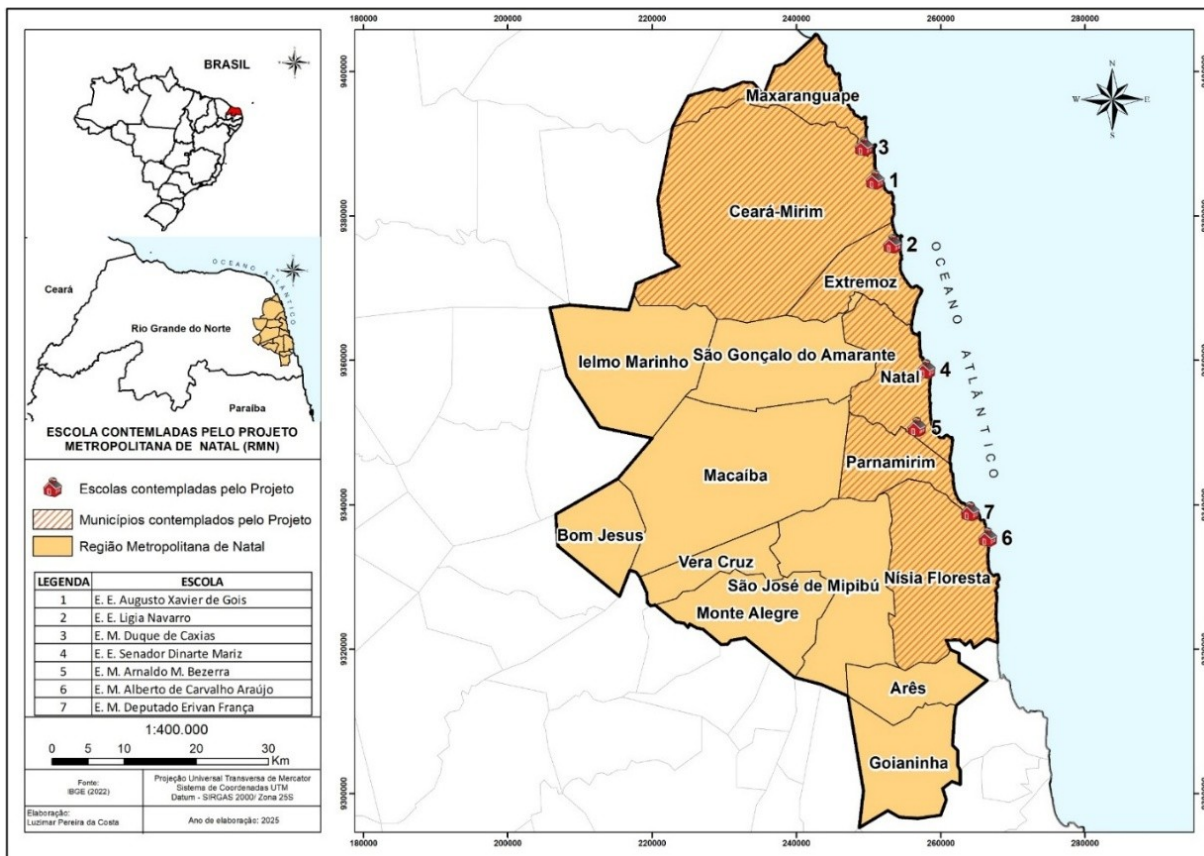 BRASIL
OCEANO ATLÂNTICO
Ceará
Rio Grande do Norte
Paraíba
ESCOLA CONTEMLADAS PELO PROJETO
METROPOLITANA DE NATAL (RMN)
Escolas contempladas pelo Projeto
Municípios contemplados pelo Projeto
Região Metropolitana de Natal
LEGENDA ESCOLA
1 E. E. Augusto Xavier de Gois
2 E. E. Ligia Navarro
3 E. M. Duque de Caxias
4 E. E. Senador Dinarte Mariz
5 E. M. Arnaldo M. Bezerra
6 E. M. Alberto de Carvalho Araújo
7 E. M. Deputado Erivan França
1:400.000
0 5 10 20 30
Km
Fonte:
IBGE (2022)
Projeção Universal Transversa de Mercator
Sistema de Coordenadas UTM
Datum - SIRGAS 2000/ Zona 25S
Elaboração:
Luzimar Pereira da Costa
Ano de elaboração: 2025
180000 200000 220000 240000 260000 280000
9400000
9380000
9360000
9340000
9320000
9300000
N
W E
S
Maxaranguape
3
1
Ceará-Mirim
2
Extremoz
OCEANO ATLÂNTICO
Ielmo Marinho
São Gonçalo do Amarante
Natal
4
5
Parnamirim
Macaíba
7
6
Bom Jesus
Vera Cruz
São José de Mipibú
Nísia Floresta
Monte Alegre
Arês
Goianinha
180000 200000 220000 240000 260000 280000